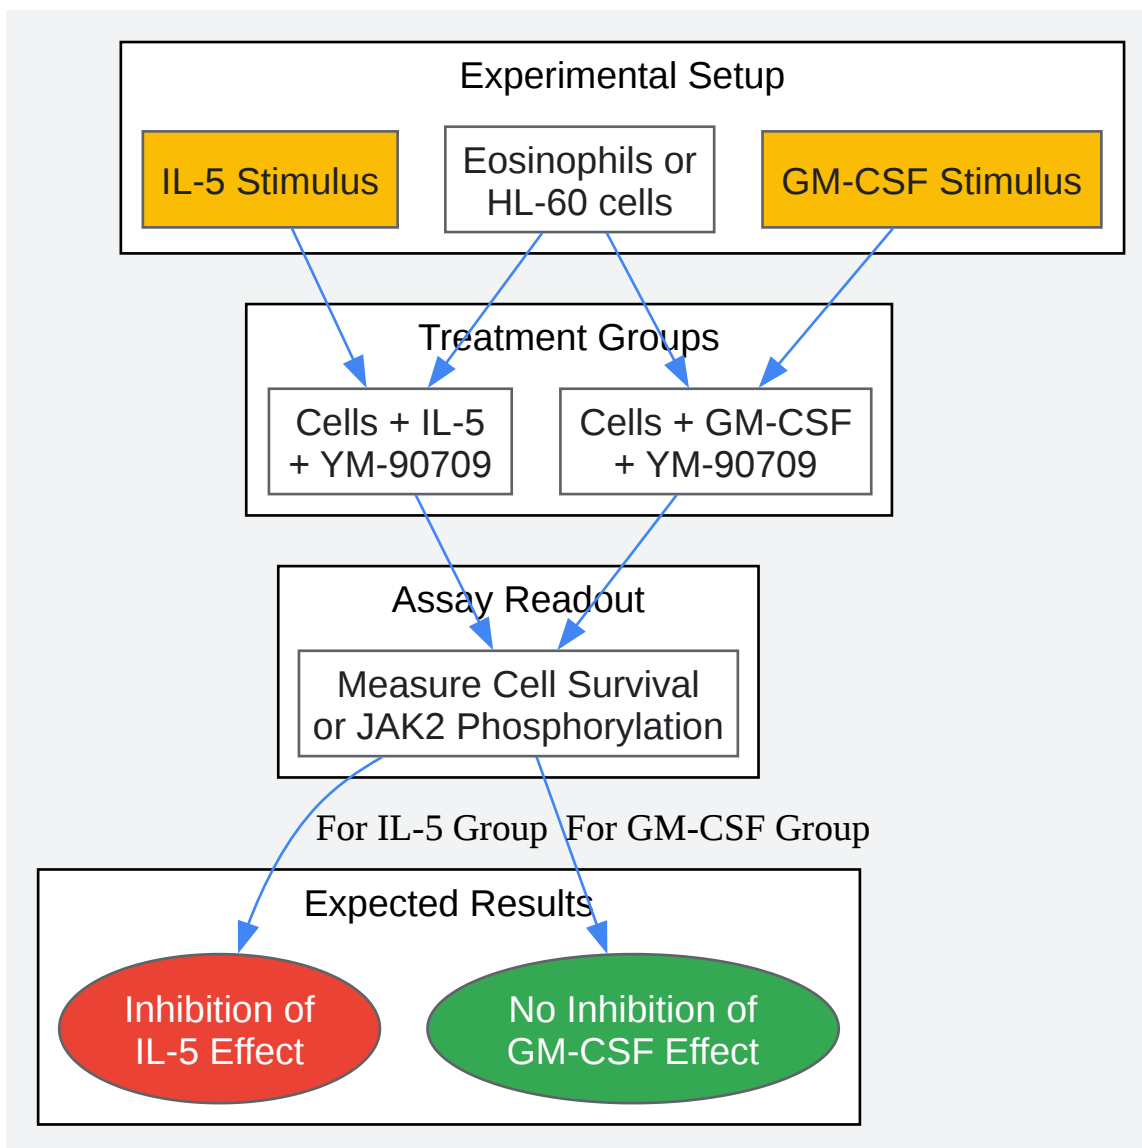 Experimental Setup
IL-5 Stimulus
Eosinophils or
HL-60 cells
GM-CSF Stimulus
Treatment Groups
Cells + IL-5
+ YM-90709
Cells + GM-CSF
+ YM-90709
Assay Readout
Measure Cell Survival
or JAK2 Phosphorylation
For IL-5 Group
For GM-CSF Group
Expected Results
Inhibition of
IL-5 Effect
No Inhibition of
GM-CSF Effect